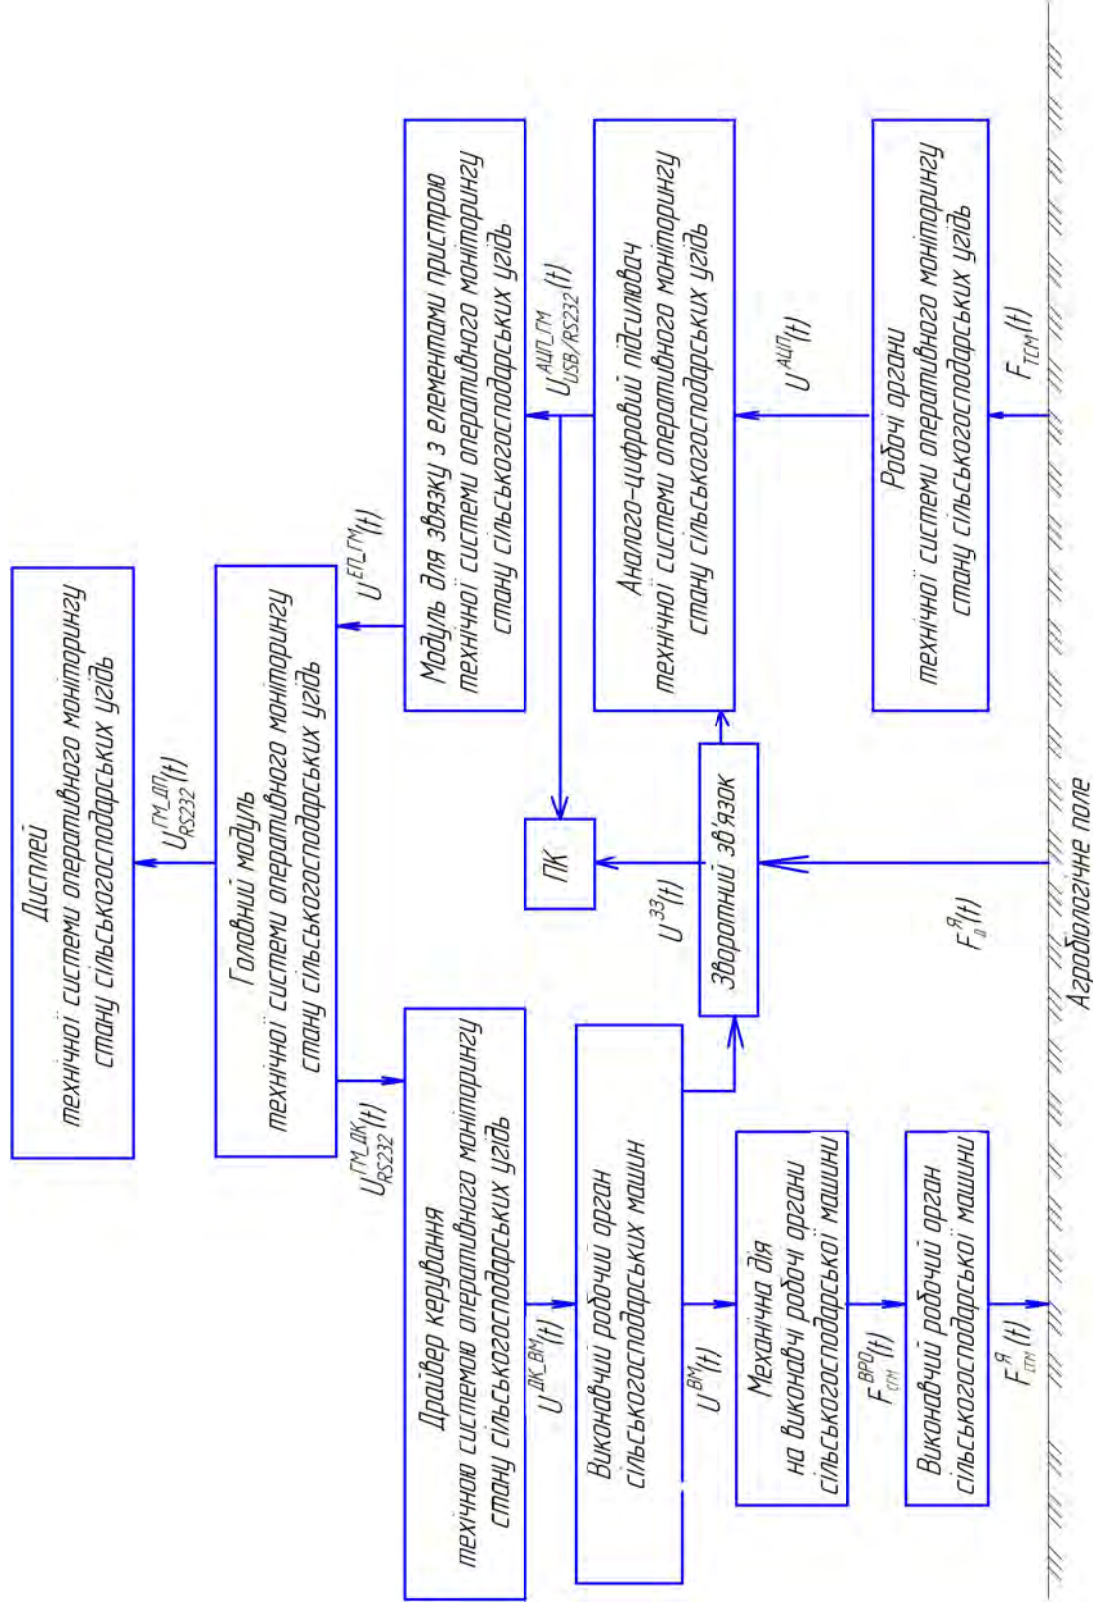 Дисплей
технічної системи оперативного моніторингу
стану сільськогосподарських угідь
U^{ГМ_ДП}_{RS232}(t)
Головний модуль
технічної системи оперативного моніторингу
стану сільськогосподарських угідь
U^{ГМ_ДК}_{RS232}(t)
U^{ЕП_ГМ}(t)
Драйвер керування
техічною системою оперативного моніторингу
стану сільськогосподарських угідь
Модуль для звязку з елементами пристрою
технічної системи оперативного моніторингу
стану сільськогосподарських угідь
U^{ДК_ВМ}(t)
U^{АЦП_ГМ}_{USB/RS232}(t)
Виконавчий робочий орган
сільськогосподарських машин
ПК
Аналого-цифровий підсилювач
технічної системи оперативного моніторингу
стану сільськогосподарських угідь
U^{ВМ}(t)
U^{ЗЗ}(t)
Зворотний зв'язок
U^{АЦП}(t)
Механічна дія
на виконавчі робочі органи
сільськогосподарської машини
F^{ВРО}_{СГМ}(t)
Виконавчий робочий орган
сільськогосподарської машини
Робочі органи
технічної системи оперативного моніторингу
стану сільськогосподарських угідь
F^{Я}_{СГМ}(t)
F^{Я}_{П}(t)
F_{ТСМ}(t)
Агробіологічне поле